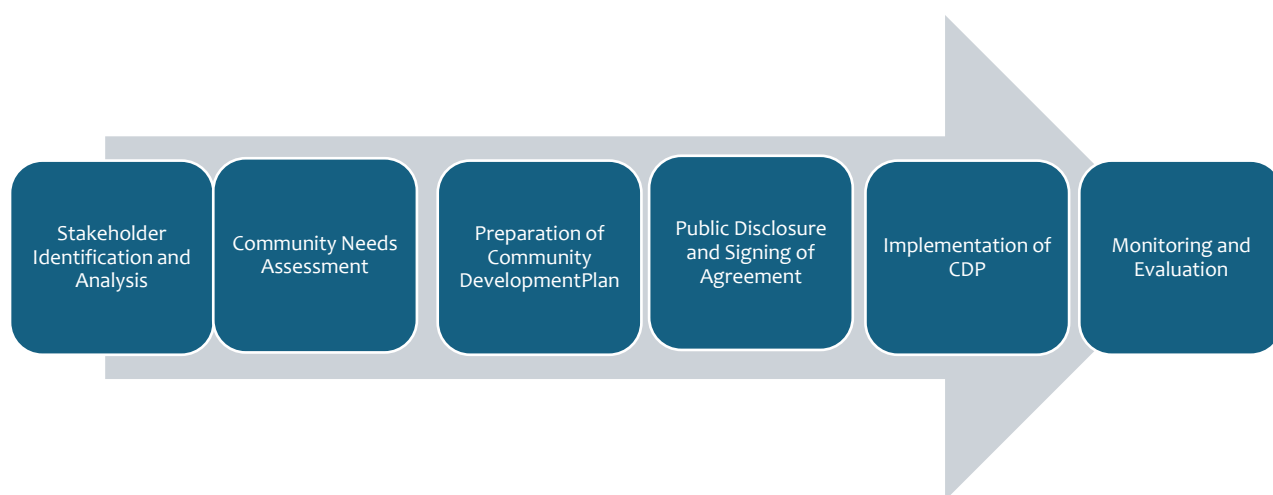 Stakeholder
Identification and
Analysis
Community Needs
Assessment
Preparation of
Community
DevelopmentPlan
Public Disclosure
and Signing of
Agreement
Implementation of
CDP
Monitoring and
Evaluation